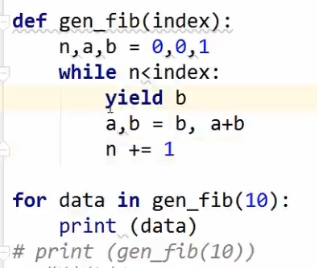 def gen_fib(index):
    n,a,b = 0,0,1
    while n<index:
        yield b
        a,b = b, a+b
        n += 1
for data in gen_fib(10):
    print (data)
# print (gen_fib(10))